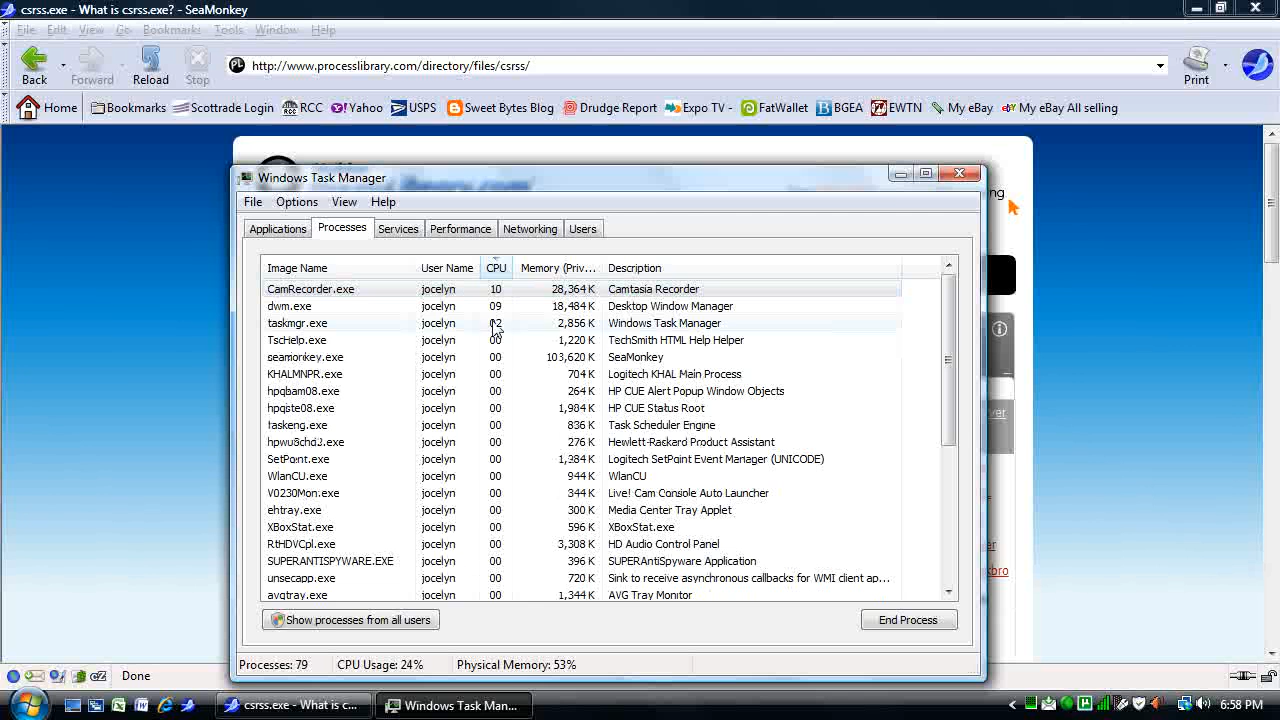 csrss.exe - What is csrss.exe? - SeaMonkey
File Edit View Go Bookmarks Tools Window Help
Back Forward Reload Stop http://www.processlibrary.com/directory/files/csrss/ Print
Home Bookmarks Scottrade Login RCC Yahoo USPS Sweet Bytes Blog Drudge Report Expo TV - FatWallet BGEA EWTN My eBay My eBay All selling
Windows Task Manager
File Options View Help
Applications Processes Services Performance Networking Users
Image Name User Name CPU Memory (Priv... Description
CamRecorder.exe jocelyn 10 28,364 K Camtasia Recorder
dwm.exe jocelyn 09 18,484 K Desktop Window Manager
taskmgr.exe jocelyn 02 2,856 K Windows Task Manager
TscHelp.exe jocelyn 00 1,220 K TechSmith HTML Help Helper
seamonkey.exe jocelyn 00 103,620 K SeaMonkey
KHALMNPR.exe jocelyn 00 704 K Logitech KHAL Main Process
hpqbam08.exe jocelyn 00 264 K HP CUE Alert Popup Window Objects
hpqste08.exe jocelyn 00 1,984 K HP CUE Status Root
taskeng.exe jocelyn 00 836 K Task Scheduler Engine
jocelyn 00 276 K Hewlett-Rackard Product Assistant
SetPoint.exe jocelyn 00 1,384 K Logitech SetPoint Event Manager (UNICODE)
WlanCU.exe jocelyn 00 944 K WlanCU
V0230Mon.exe jocelyn 00 344 K Live! Cam Console Auto Launcher
ehtray.exe jocelyn 00 300 K Media Center Tray Applet
XBoxStat.exe jocelyn 00 596 K XBoxStat.exe
RtHDVCpl.exe jocelyn 00 3,308 K HD Audio Control Panel
SUPERANTISPYWARE.EXE jocelyn 00 396 K SUPERAntiSpyware Application
unsecapp.exe jocelyn 00 720 K Sink to receive asynchronous callbacks for WMI client ap...
avgtray.exe jocelyn 00 1,344 K AVG Tray Monitor
Show processes from all users End Process
Processes: 79 CPU Usage: 24% Physical Memory: 53%
Done
csrss.exe - What is c... Windows Task Man... 6:58 PM